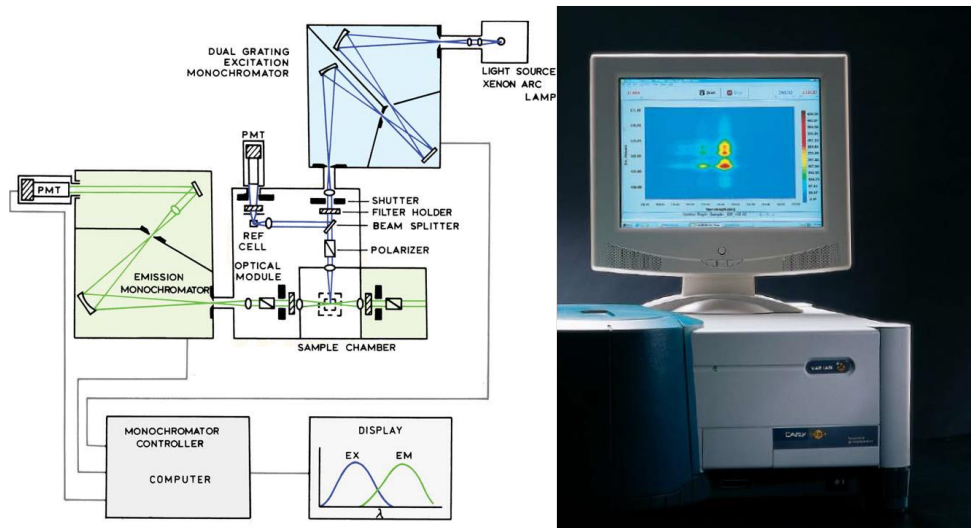 DUAL GRATING
EXCITATION
MONOCHROMATOR
LIGHT SOURCE
XENON ARC
LAMP
PMT
PMT
SHUTTER
FILTER HOLDER
BEAM SPLITTER
REF
CELL
POLARIZER
OPTICAL
MODULE
EMISSION
MONOCHROMATOR
SAMPLE CHAMBER
MONOCHROMATOR
CONTROLLER
COMPUTER
DISPLAY
EX
EM
λ
VARIAN
CARY